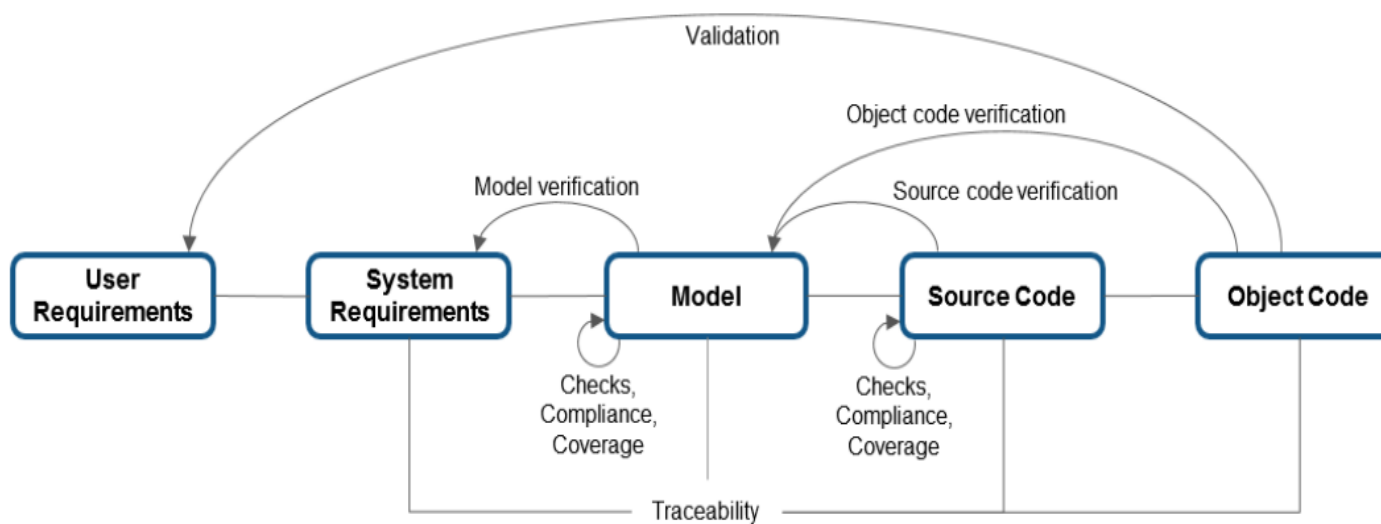 Validation
Object code verification
Model verification
Source code verification
User
Requirements
System
Requirements
Model
Source Code
Object Code
Checks,
Compliance,
Coverage
Checks,
Compliance,
Coverage
Traceability